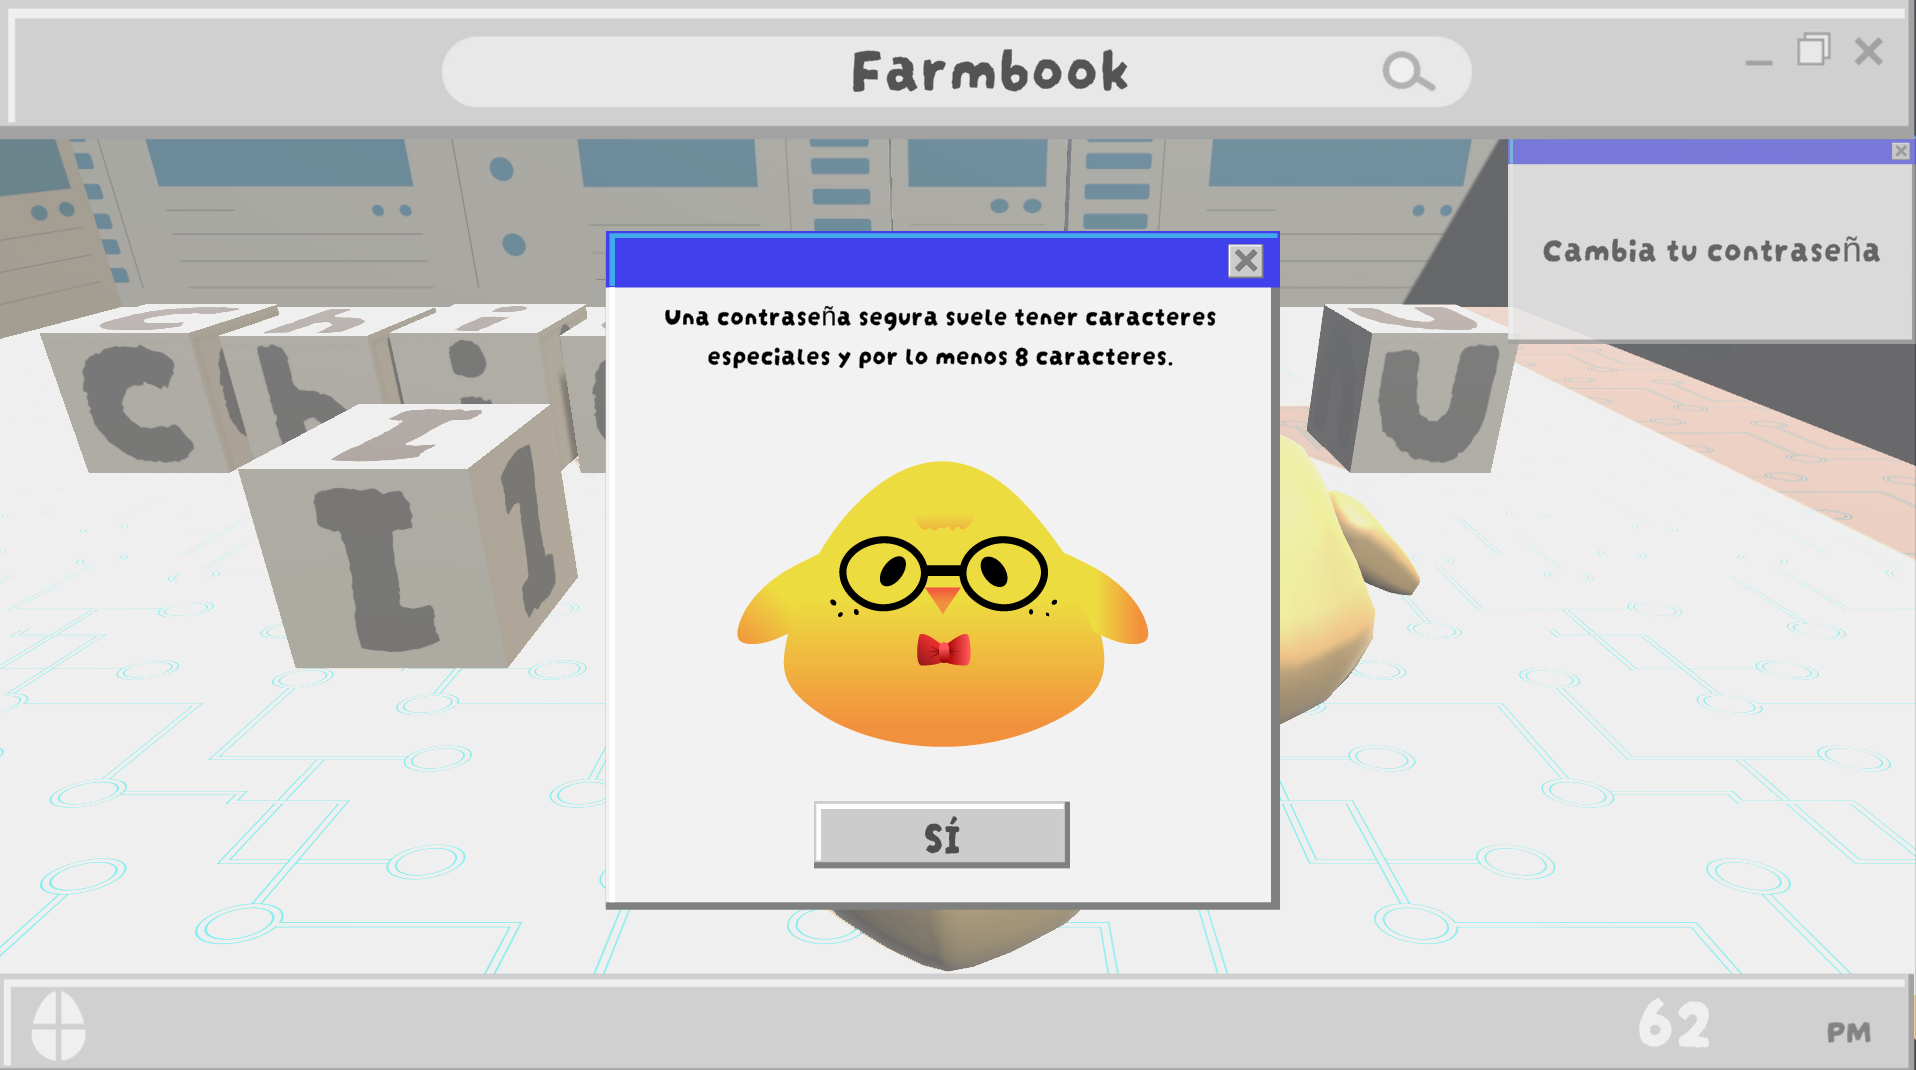 Farmbook
Cambia tu contraseña
Una contraseña segura suele tener caracteres
especiales y por lo menos 8 caracteres.
C h i
U
I
SÍ
62 PM